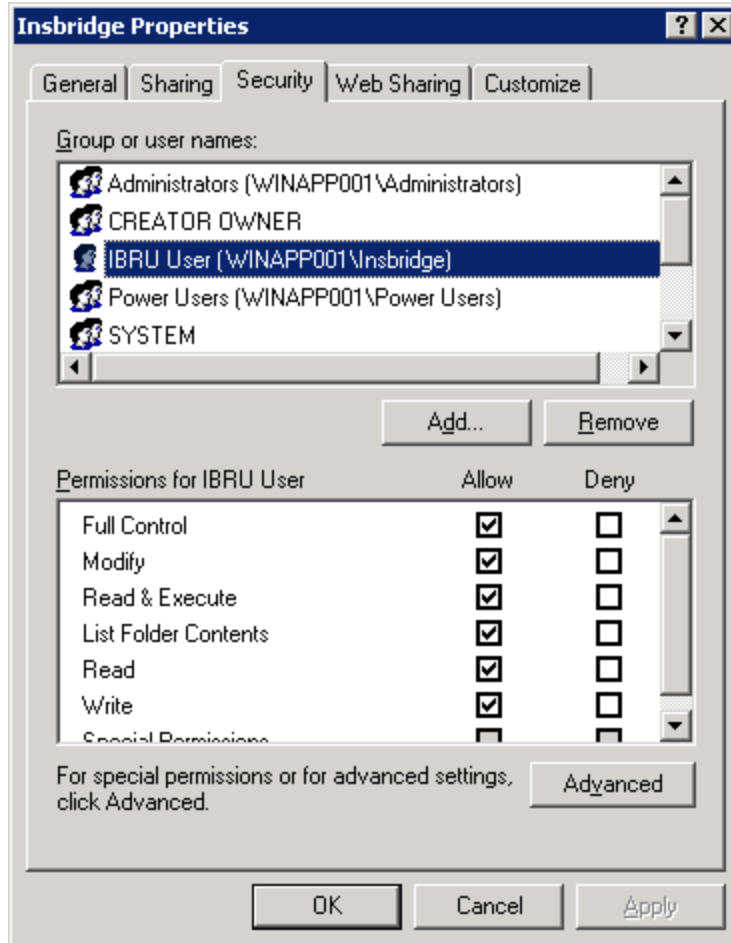 Insbridge Properties
General Sharing Security Web Sharing Customize
Group or user names:
Administrators (WINAPP001\Administrators)
CREATOR OWNER
IBRU User (WINAPP001\Insbridge)
Power Users (WINAPP001\Power Users)
SYSTEM
Add... Remove
Permissions for IBRU User Allow Deny
Full Control
Modify
Read & Execute
List Folder Contents
Read
Write
Special Permissions
For special permissions or for advanced settings,
click Advanced.
Advanced
OK Cancel Apply